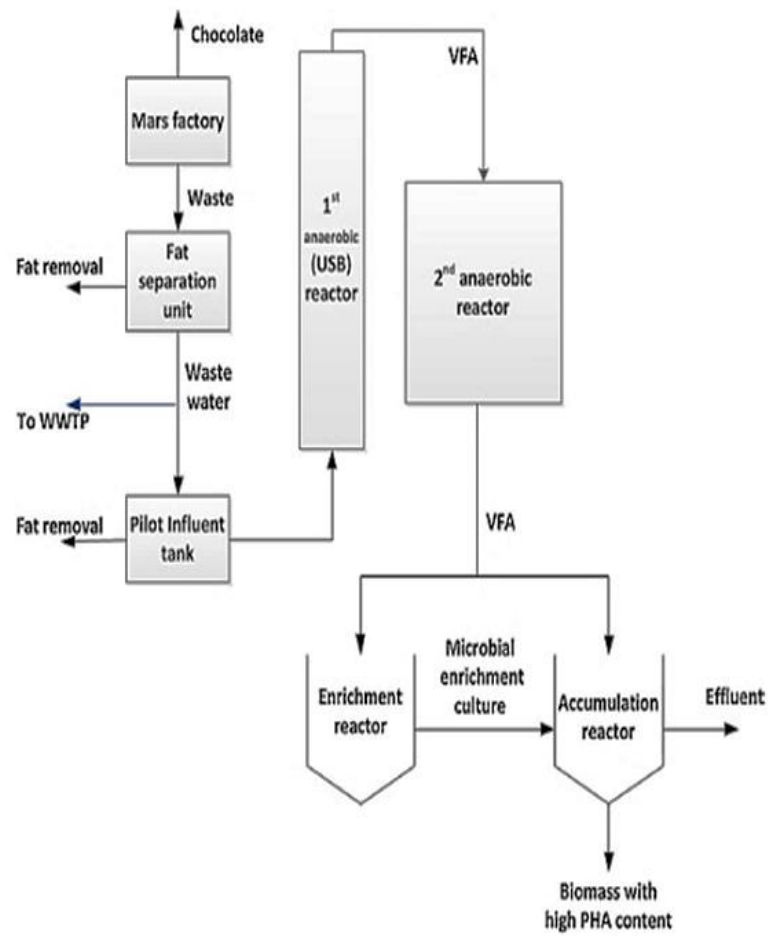 Chocolate
Mars factory
Waste
Fat
separation
unit
Fat removal
Waste
water
To WWTP
Pilot Influent
tank
Fat removal
1st
anaerobic
(USB)
reactor
VFA
2nd anaerobic
reactor
VFA
Enrichment
reactor
Microbial
enrichment
culture
Accumulation
reactor
Effluent
Biomass with
high PHA content